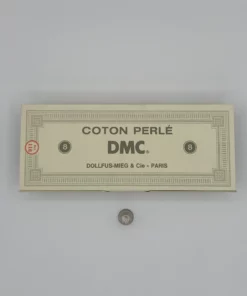 COTON PERLÉ
8 DMC 8
DOLLFUS-MIEG & Cie - PARIS